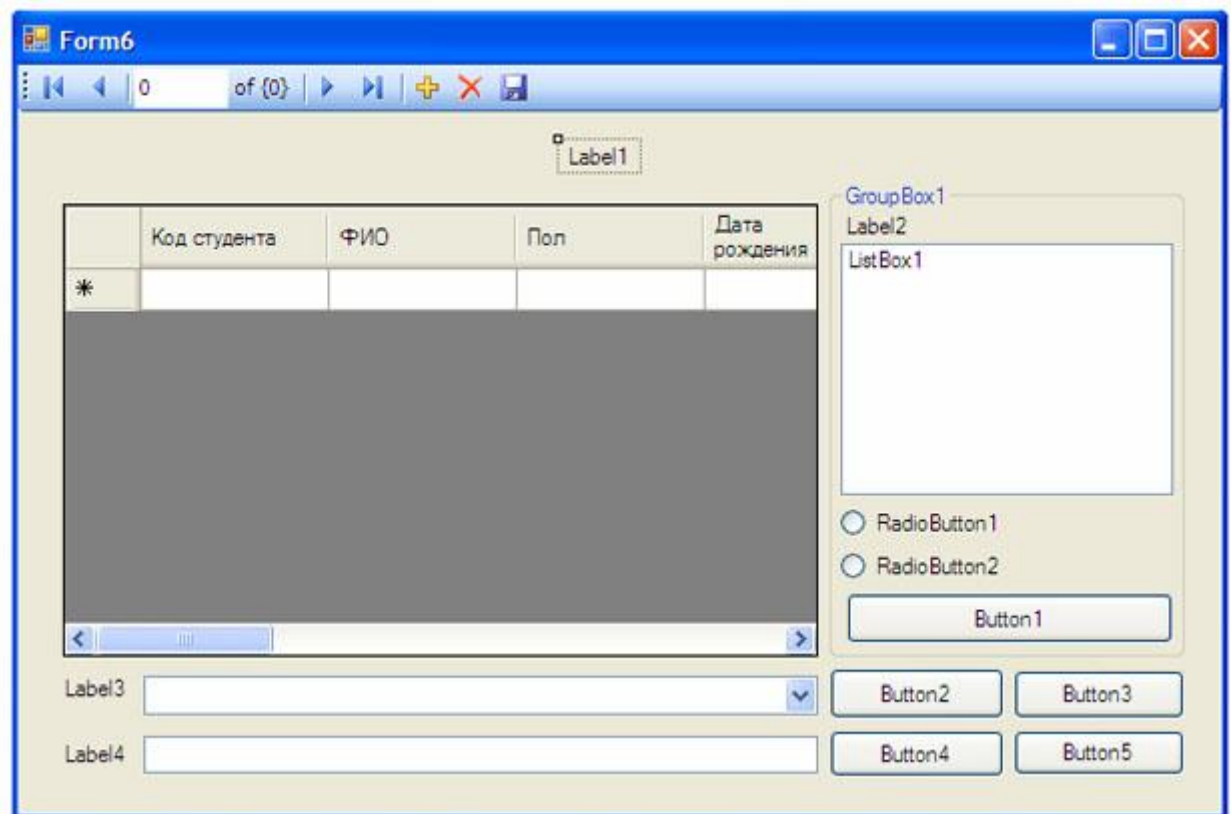 Form6
0 of {0}
Label1
Код студента ФИО Пол Дата рождения
GroupBox1
Label2
ListBox1
RadioButton1
RadioButton2
Button1
Label3
Button2 Button3
Label4
Button4 Button5